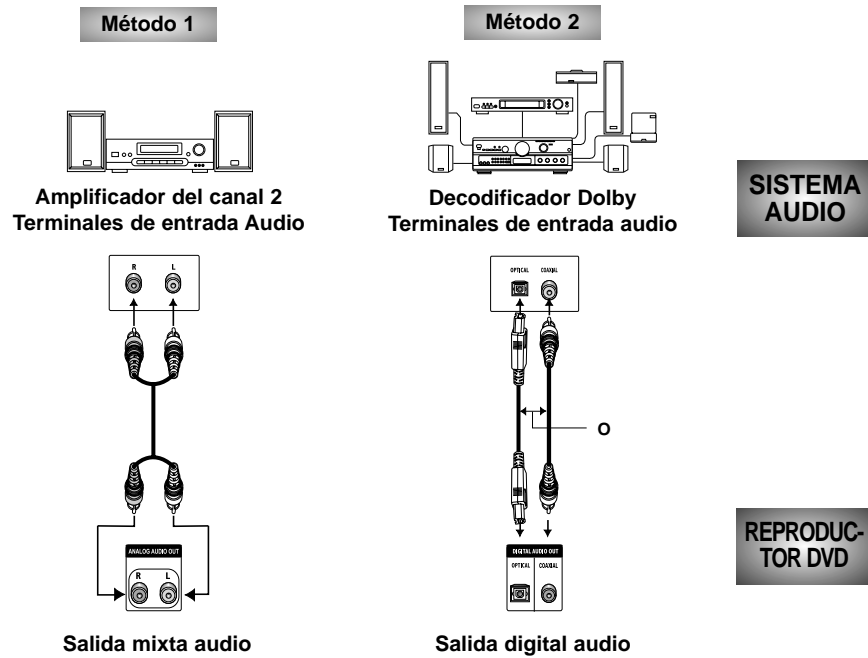 Método 1
Método 2
Amplificador del canal 2
Terminales de entrada Audio
Decodificador Dolby
Terminales de entrada audio
SISTEMA
AUDIO
R L
OPTICAL COAXIAL
O
ANALOG AUDIO OUT
R L
DIGITAL AUDIO OUT
OPTICAL COAXIAL
REPRODUC-
TOR DVD
Salida mixta audio
Salida digital audio